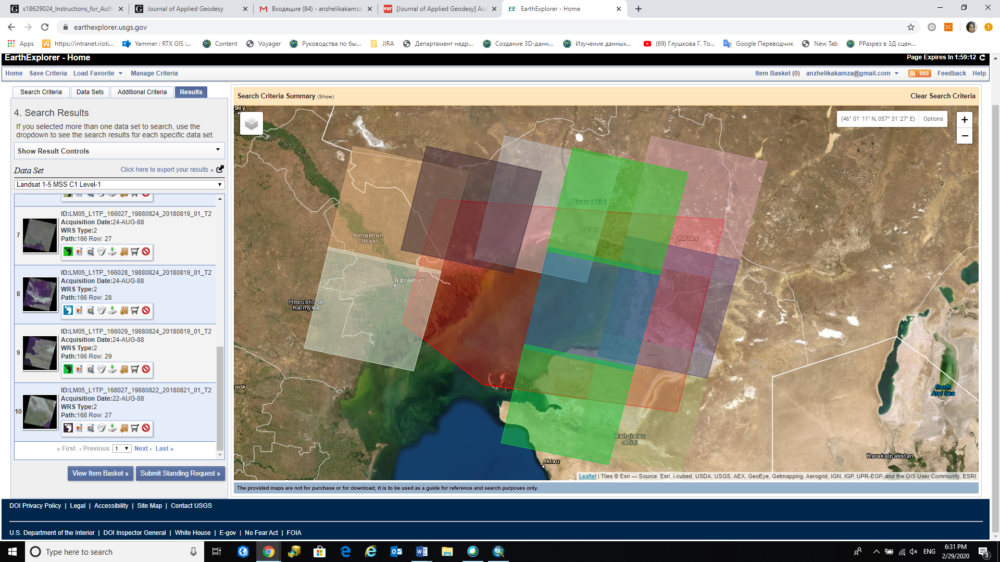 s18629024_Instructions_for_Auth
Journal of Applied Geodesy
Входящие (84) - anzhelikakamza
[Journal of Applied Geodesy] Acc
EarthExplorer - Home
earthexplorer.usgs.gov
Apps
https://intranet.rioti...
Yammer : RTX GIS :...
Content
Voyager
Руководства по бы...
JIRA
Департамент недр...
Создание 3D-данн...
Изучение данных...
(69) Глушкова Г. То...
Google Переводчик
New Tab
РРазрез в 3Д сцен...
EarthExplorer - Home
Page Expires In 1:59:12
Home Save Criteria Load Favorite Manage Criteria
Item Basket (0) anzhelikakamza@gmail.com RSS Feedback Help
Search Criteria Data Sets Additional Criteria Results
4. Search Results
If you selected more than one data set to search, use the
dropdown to see the search results for each specific data set.
Show Result Controls
Data Set Click here to export your results »
Landsat 1-5 MSS C1 Level-1
7
ID:LM05_L1TP_166027_19880824_20180819_01_T2
Acquisition Date:24-AUG-88
WRS Type:2
Path:166 Row: 27
8
ID:LM05_L1TP_166028_19880824_20180819_01_T2
Acquisition Date:24-AUG-88
WRS Type:2
Path:166 Row: 28
9
ID:LM05_L1TP_166029_19880824_20180819_01_T2
Acquisition Date:24-AUG-88
WRS Type:2
Path:166 Row: 29
10
ID:LM05_L1TP_168027_19880822_20180821_01_T2
Acquisition Date:22-AUG-88
WRS Type:2
Path:168 Row: 27
« First ‹ Previous 1 Next › Last »
View Item Basket » Submit Standing Request »
Search Criteria Summary (Show)
Clear Search Criteria
skiy
(46° 01' 11" N, 057° 31' 27" E) Options
+
−
Atirau oblisi
Atyrau
Kul'sary
Astrakhan
Oblast
Astrakhan'
Republic of
Kalmykia
ovsk
South
Aral Sea
Mañgistau
oblisi
Karakalpakstan
Aktau
Leaflet | Tiles © Esri — Source: Esri, i-cubed, USDA, USGS, AEX, GeoEye, Getmapping, Aerogrid, IGN, IGP, UPR-EGP, and the GIS User Community, ESRI
The provided maps are not for purchase or for download; it is to be used as a guide for reference and search purposes only.
DOI Privacy Policy | Legal | Accessibility | Site Map | Contact USGS
U.S. Department of the Interior | DOI Inspector General | White House | E-gov | No Fear Act | FOIA
Type here to search
ENG
6:31 PM
2/29/2020
3